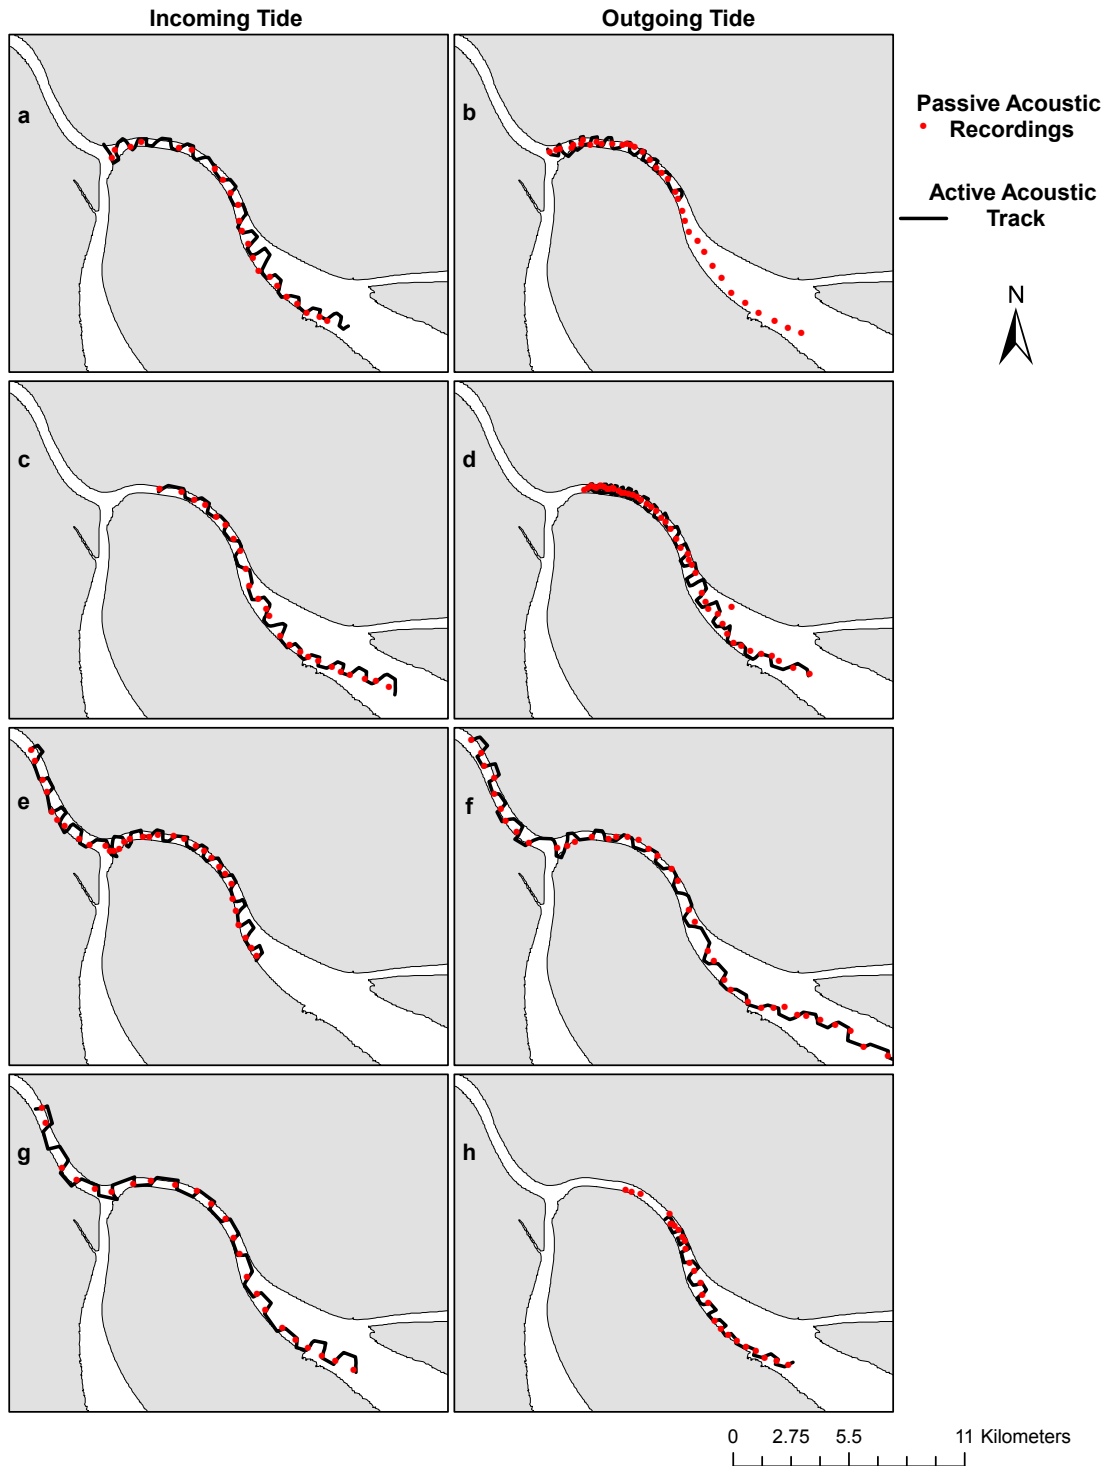 Incoming Tide
Outgoing Tide
a
b
Passive Acoustic
Recordings
Active Acoustic
Track
N
c
d
e
f
g
h
0 2.75 5.5 11 Kilometers